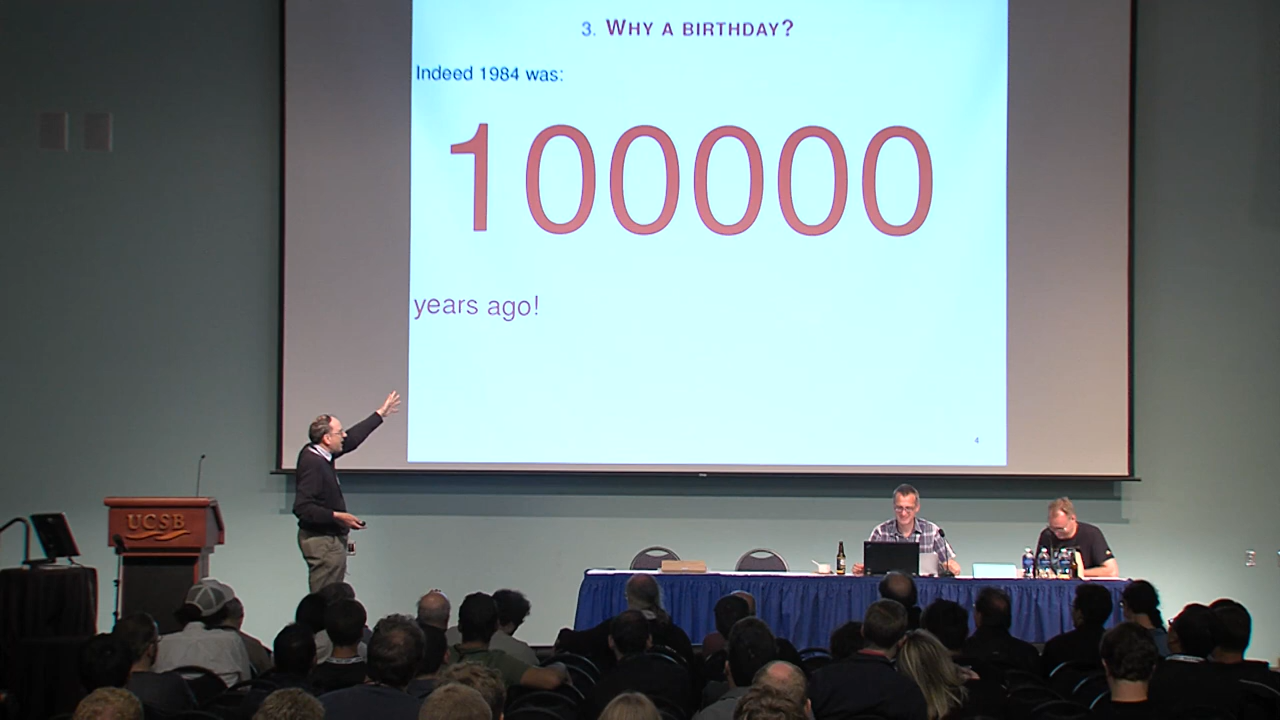 3. WHY A BIRTHDAY?
Indeed 1984 was:
100000
years ago!
4
UCSB